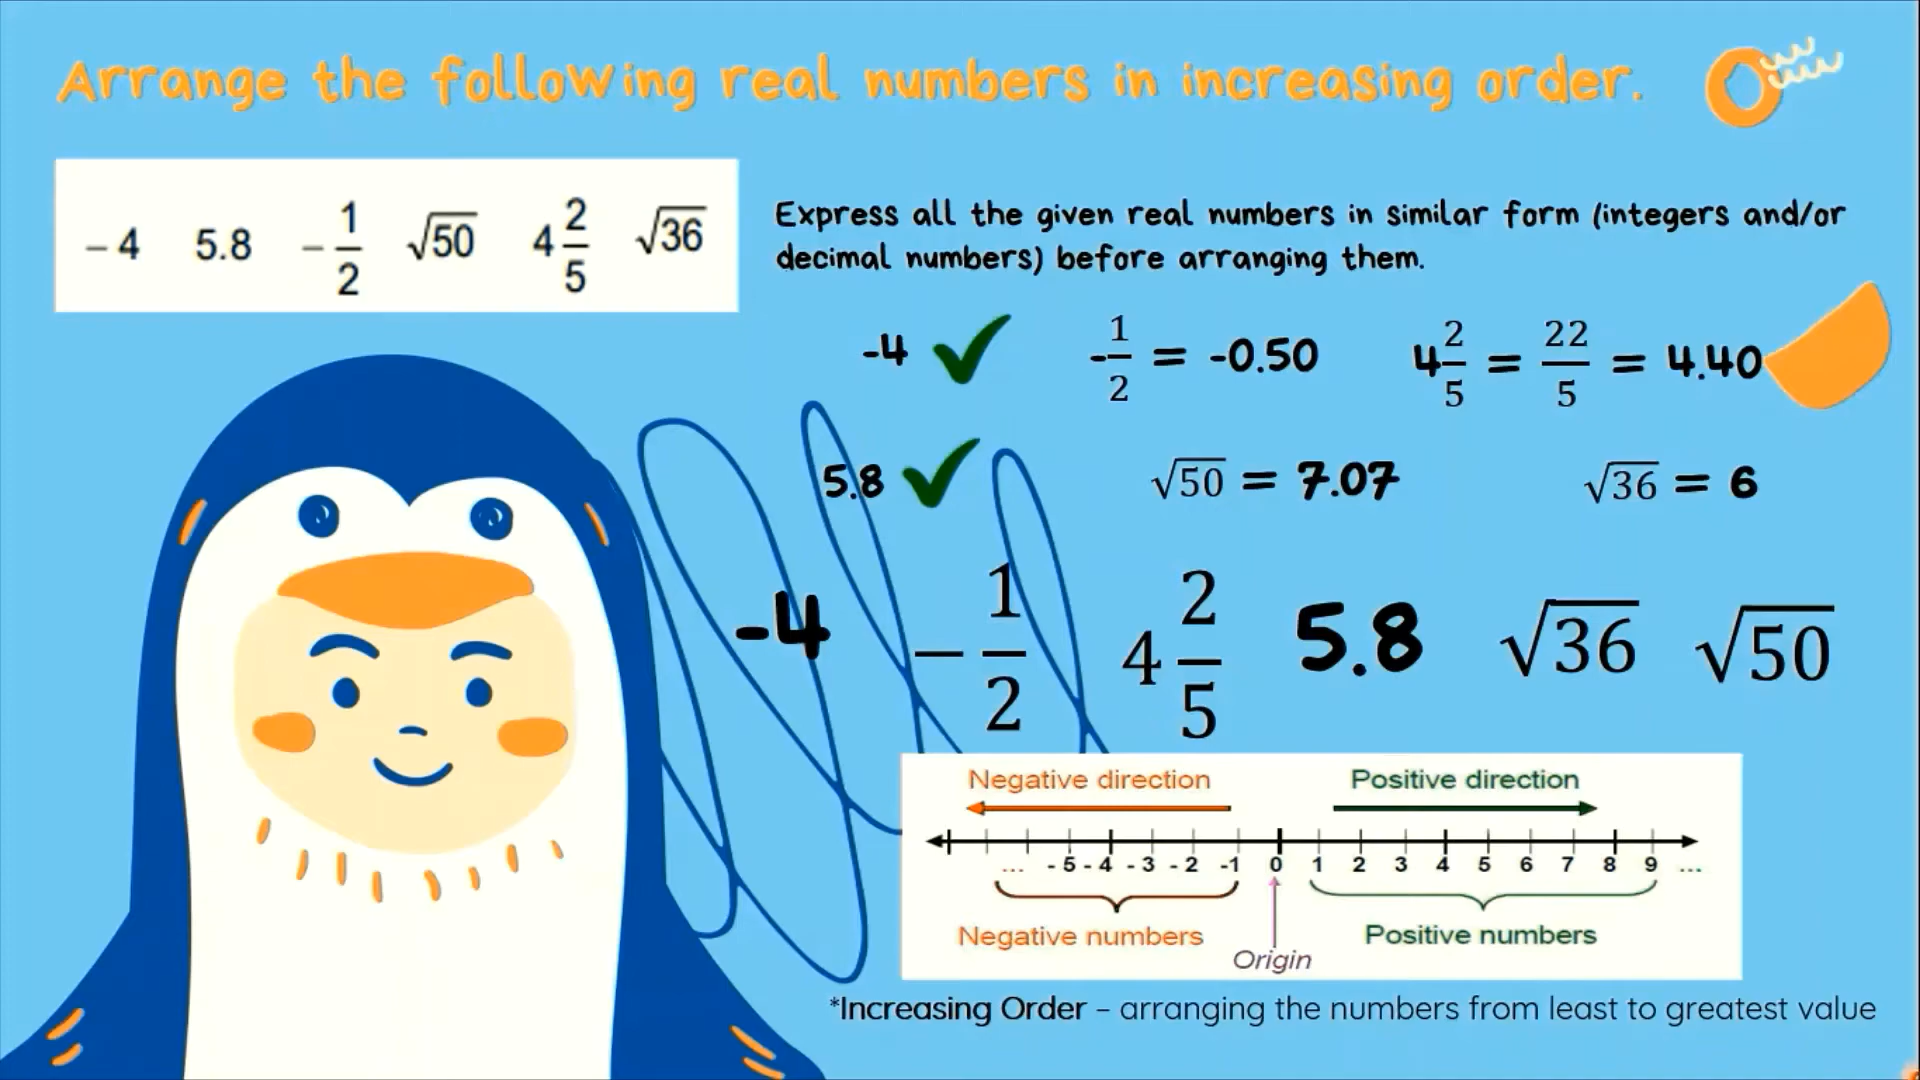 Arrange the following real numbers in increasing order.
-4 5.8 -1/2 √50 4 2/5 √36
Express all the given real numbers in similar form (integers and/or
decimal numbers) before arranging them.
-4 ✓ -1/2 = -0.50 4 2/5 = 22/5 = 4.40
5.8 ✓ √50 = 7.07 √36 = 6
-4 -1/2 4 2/5 5.8 √36 √50
Negative direction Positive direction
... -5 -4 -3 -2 -1 0 1 2 3 4 5 6 7 8 9 ...
Negative numbers Positive numbers
Origin
*Increasing Order – arranging the numbers from least to greatest value